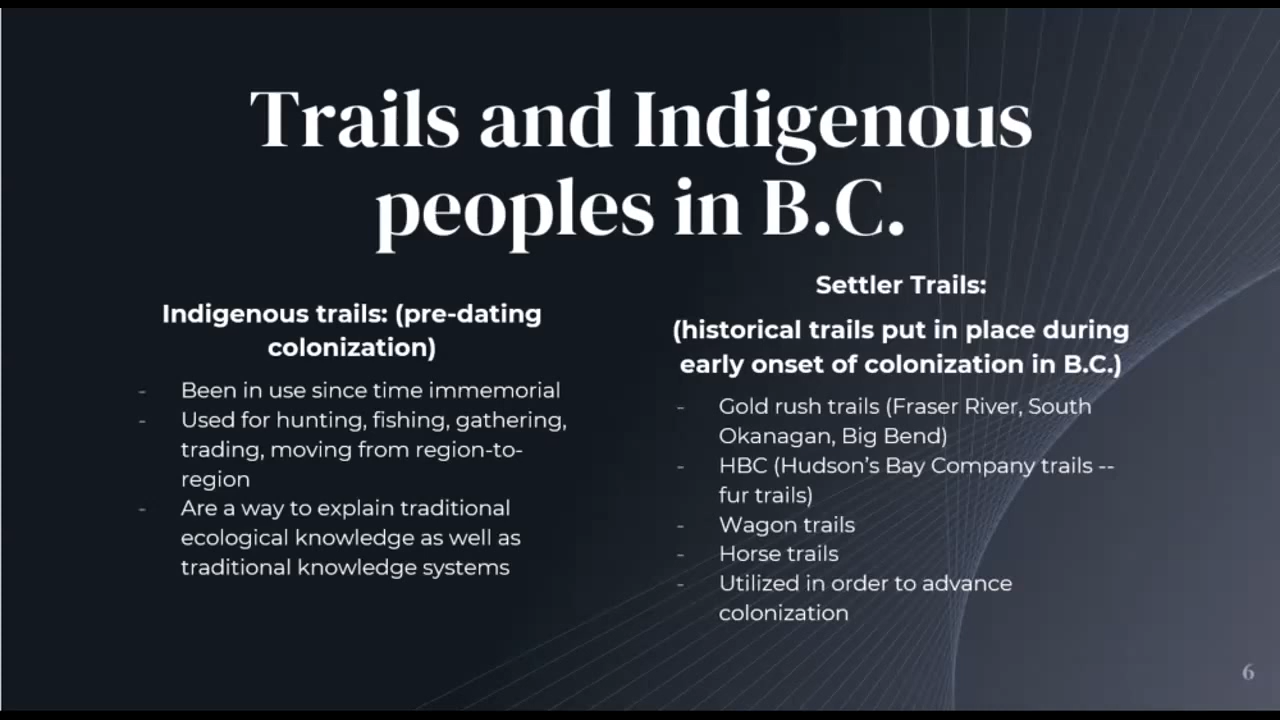 Trails and Indigenous
peoples in B.C.
Indigenous trails: (pre-dating
colonization)
- Been in use since time immemorial
- Used for hunting, fishing, gathering,
trading, moving from region-to-
region
- Are a way to explain traditional
ecological knowledge as well as
traditional knowledge systems
Settler Trails:
(historical trails put in place during
early onset of colonization in B.C.)
- Gold rush trails (Fraser River, South
Okanagan, Big Bend)
- HBC (Hudson’s Bay Company trails --
fur trails)
- Wagon trails
- Horse trails
- Utilized in order to advance
colonization
6